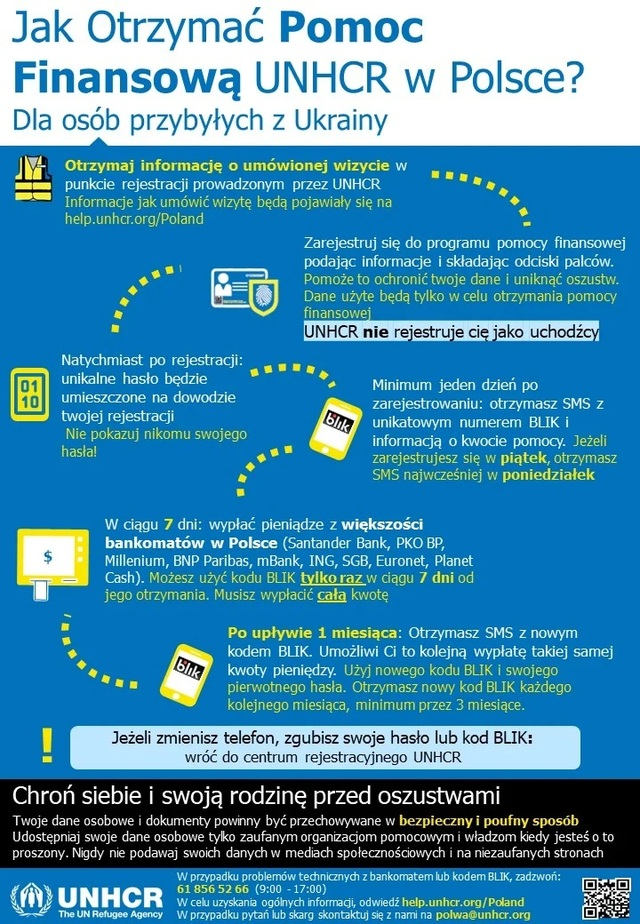 Jak Otrzymać Pomoc
Finansową UNHCR w Polsce?
Dla osób przybyłych z Ukrainy
Otrzymaj informację o umówionej wizycie w
punkcie rejestracji prowadzonym przez UNHCR
Informacje jak umówić wizytę będą pojawiały się na
help.unhcr.org/Poland
Zarejestruj się do programu pomocy finansowej
podając informacje i składając odciski palców.
Pomoże to ochronić twoje dane i uniknąć oszustw.
Dane użyte będą tylko w celu otrzymania pomocy
finansowej
UNHCR nie rejestruje cię jako uchodźcy
01
10
Natychmiast po rejestracji:
unikalne hasło będzie
umieszczone na dowodzie
twojej rejestracji
Nie pokazuj nikomu swojego
hasła!
blik
Minimum jeden dzień po
zarejestrowaniu: otrzymasz SMS z
unikatowym numerem BLIK i
informacją o kwocie pomocy. Jeżeli
zarejestrujesz się w piątek, otrzymasz
SMS najwcześniej w poniedziałek
$
W ciągu 7 dni: wypłać pieniądze z większości
bankomatów w Polsce (Santander Bank, PKO BP,
Millenium, BNP Paribas, mBank, ING, SGB, Euronet, Planet
Cash). Możesz użyć kodu BLIK tylko raz w ciągu 7 dni od
jego otrzymania. Musisz wypłacić całą kwotę
blik
Po upływie 1 miesiąca: Otrzymasz SMS z nowym
kodem BLIK. Umożliwi Ci to kolejną wypłatę takiej samej
kwoty pieniędzy. Użyj nowego kodu BLIK i swojego
pierwotnego hasła. Otrzymasz nowy kod BLIK każdego
kolejnego miesiąca, minimum przez 3 miesiące.
!
Jeżeli zmienisz telefon, zgubisz swoje hasło lub kod BLIK:
wróć do centrum rejestracyjnego UNHCR
Chroń siebie i swoją rodzinę przed oszustwami
Twoje dane osobowe i dokumenty powinny być przechowywane w bezpieczny i poufny sposób
Udostępniaj swoje dane osobowe tylko zaufanym organizacjom pomocowym i władzom kiedy jesteś o to
proszony. Nigdy nie podawaj swoich danych w mediach społecznościowych i na niezaufanych stronach
UNHCR
The UN Refugee Agency
W przypadku problemów technicznych z bankomatem lub kodem BLIK, zadzwoń:
61 856 52 66 (9:00 - 17:00)
W celu uzyskania ogólnych informacji, odwiedź help.unhcr.org/Poland
W przypadku pytań lub skarg skontaktuj się z nami na polwa@unhcr.org